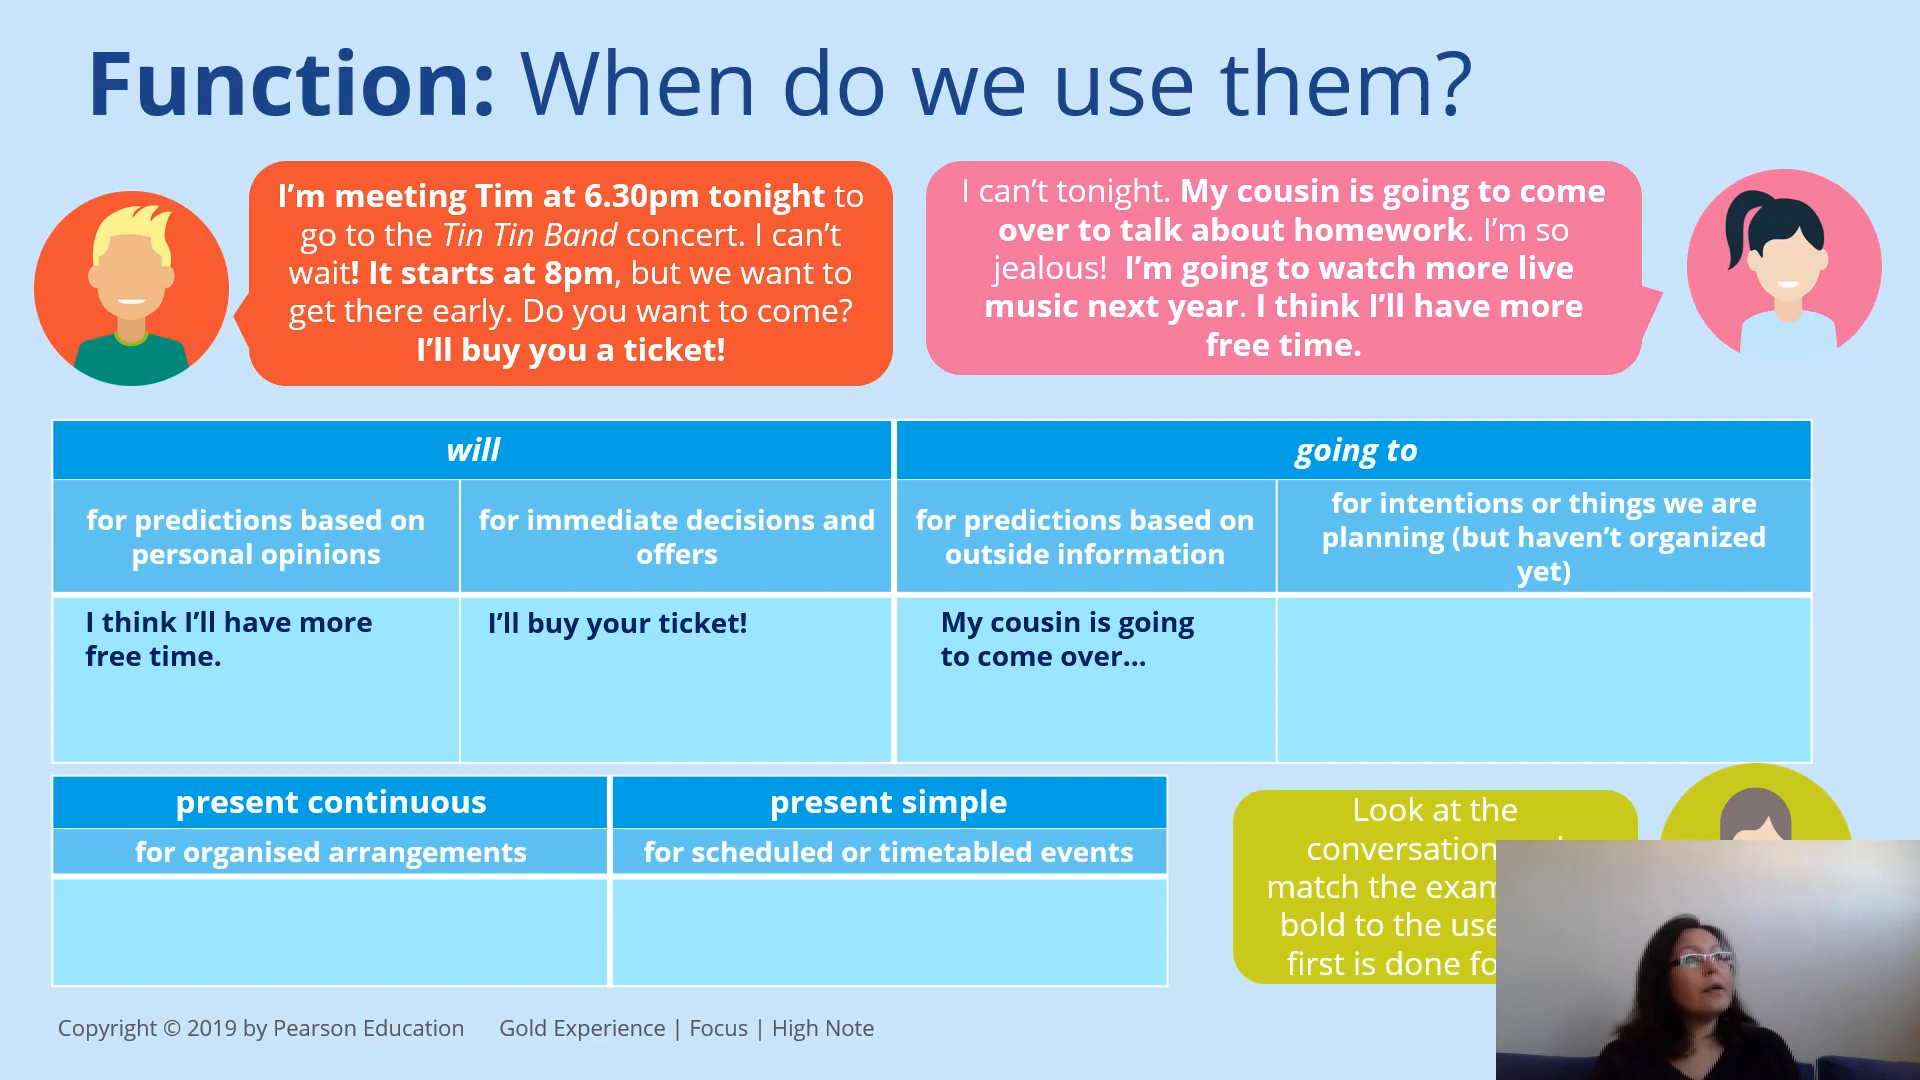 Function: When do we use them?
I'm meeting Tim at 6.30pm tonight to
go to the Tin Tin Band concert. I can't
wait! It starts at 8pm, but we want to
get there early. Do you want to come?
I'll buy you a ticket!
I can't tonight. My cousin is going to come
over to talk about homework. I'm so
jealous! I'm going to watch more live
music next year. I think I'll have more
free time.
will
going to
for predictions based on
personal opinions
for immediate decisions and
offers
for predictions based on
outside information
for intentions or things we are
planning (but haven't organized
yet)
I think I'll have more
free time.
I'll buy your ticket!
My cousin is going
to come over...
present continuous
present simple
for organised arrangements
for scheduled or timetabled events
Look at the
conversation
match the
bold to the
first is done
Copyright © 2019 by Pearson Education
Gold Experience | Focus | High Note